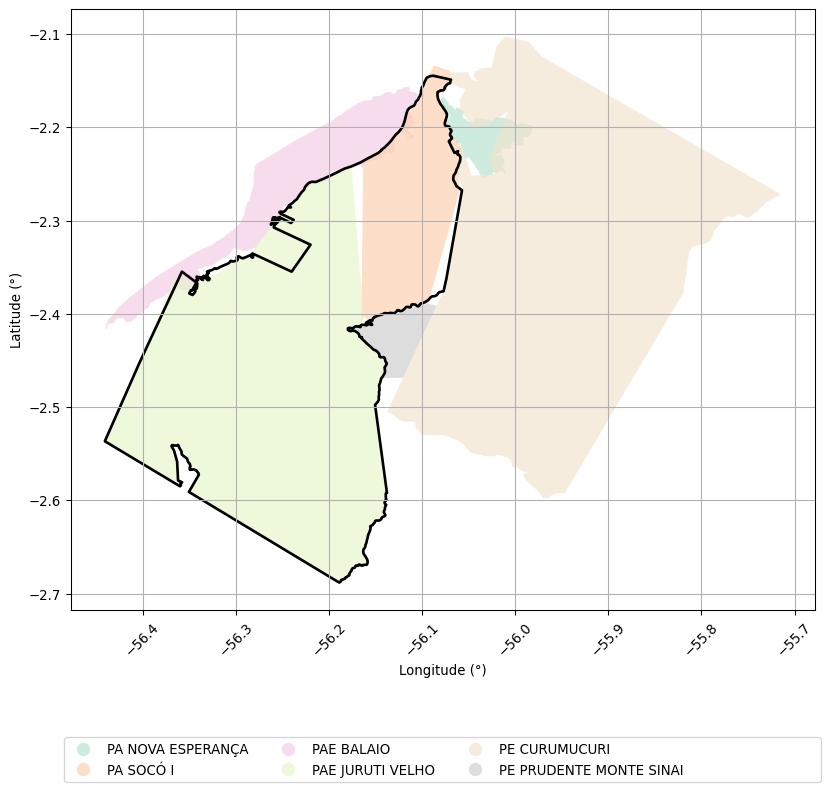 −2.1
−2.2
−2.3
−2.4
−2.5
−2.6
−2.7
Latitude (°)
−56.4 −56.3 −56.2 −56.1 −56.0 −55.9 −55.8 −55.7
Longitude (°)
PA NOVA ESPERANÇA PAE BALAIO PE CURUMUCURI
PA SOCÓ I PAE JURUTI VELHO PE PRUDENTE MONTE SINAI